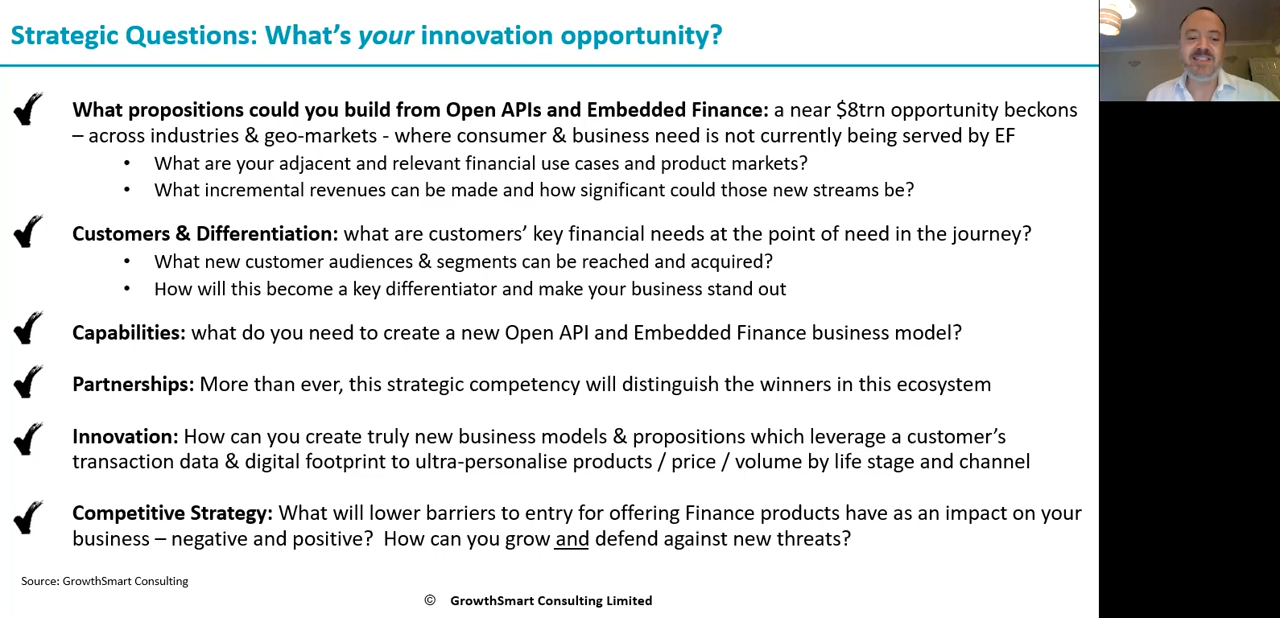 Strategic Questions: What's your innovation opportunity?
What propositions could you build from Open APIs and Embedded Finance: a near $8trn opportunity beckons
– across industries & geo-markets - where consumer & business need is not currently being served by EF
• What are your adjacent and relevant financial use cases and product markets?
• What incremental revenues can be made and how significant could those new streams be?
Customers & Differentiation: what are customers' key financial needs at the point of need in the journey?
• What new customer audiences & segments can be reached and acquired?
• How will this become a key differentiator and make your business stand out
Capabilities: what do you need to create a new Open API and Embedded Finance business model?
Partnerships: More than ever, this strategic competency will distinguish the winners in this ecosystem
Innovation: How can you create truly new business models & propositions which leverage a customer's
transaction data & digital footprint to ultra-personalise products / price / volume by life stage and channel
Competitive Strategy: What will lower barriers to entry for offering Finance products have as an impact on your
business – negative and positive? How can you grow and defend against new threats?
Source: GrowthSmart Consulting
© GrowthSmart Consulting Limited